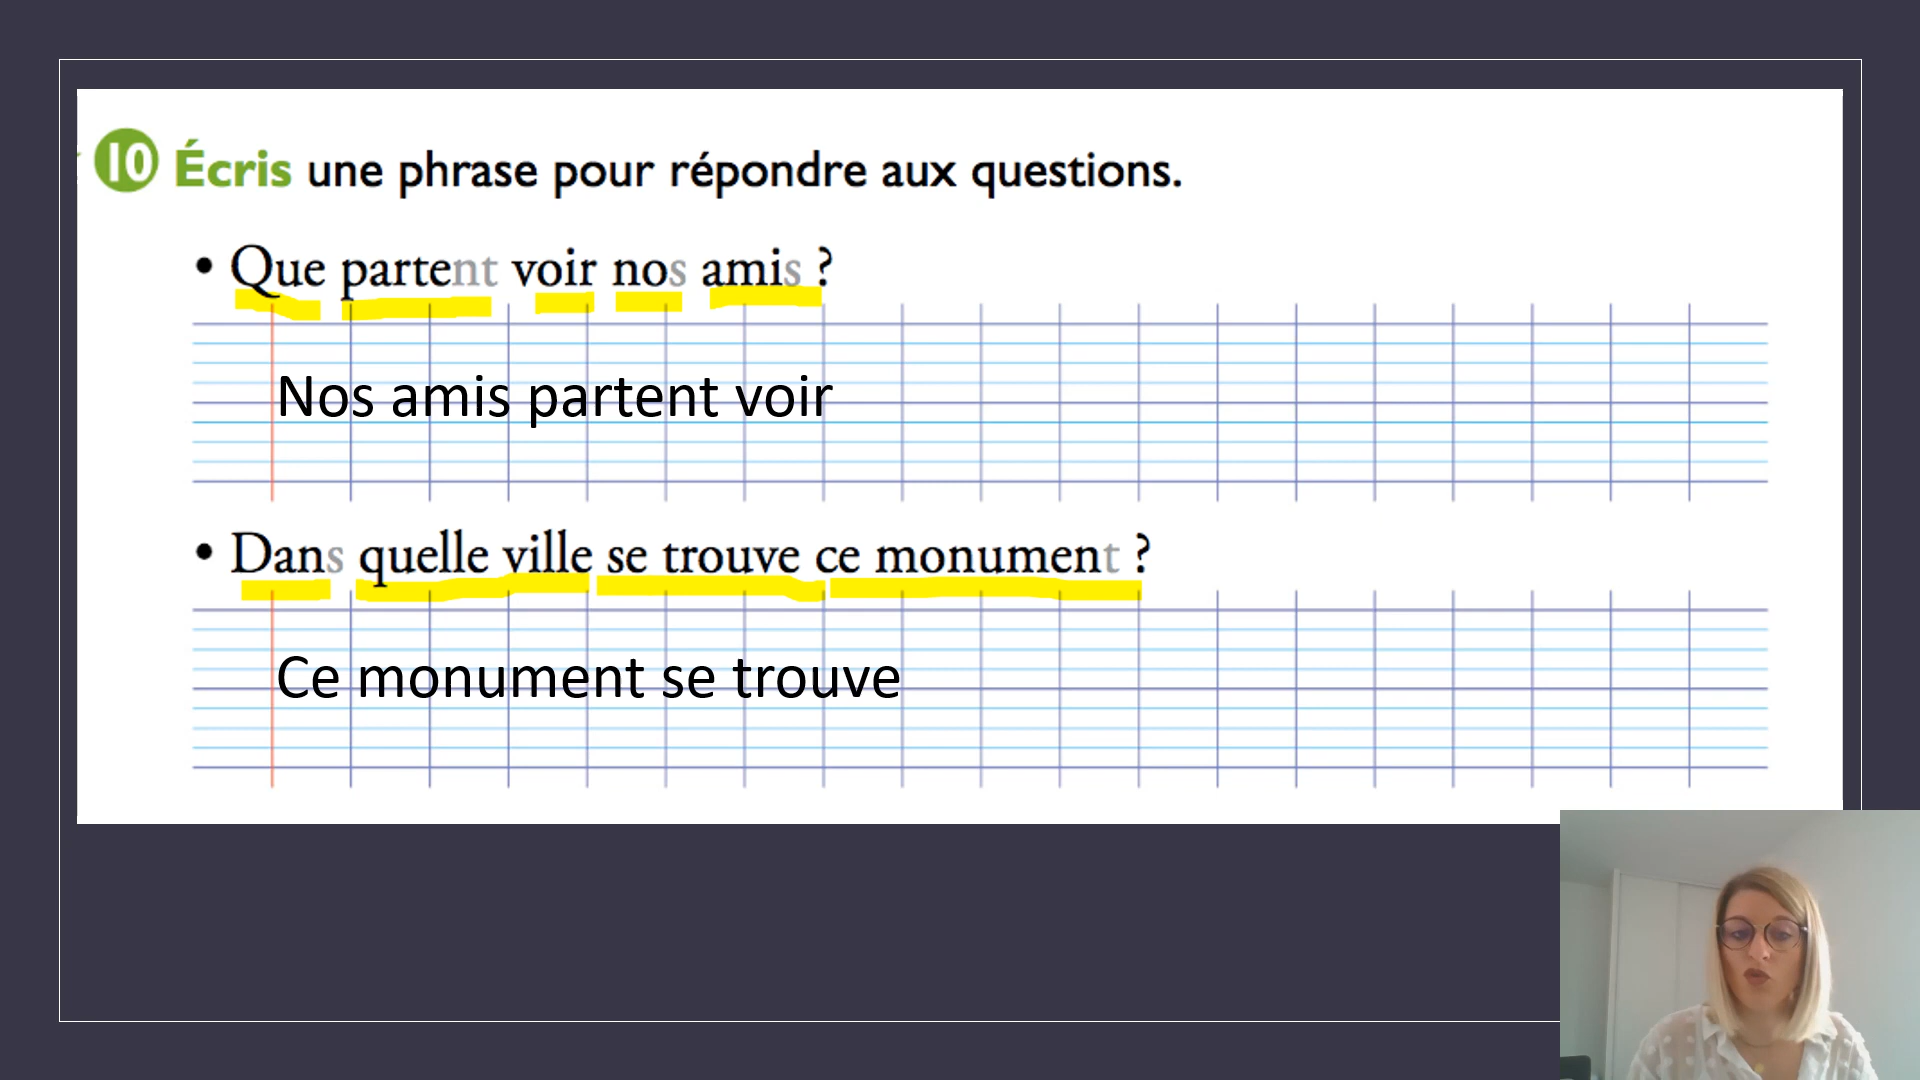 10 Écris une phrase pour répondre aux questions.
• Que partent voir nos amis ?
Nos amis partent voir
• Dans quelle ville se trouve ce monument ?
Ce monument se trouve